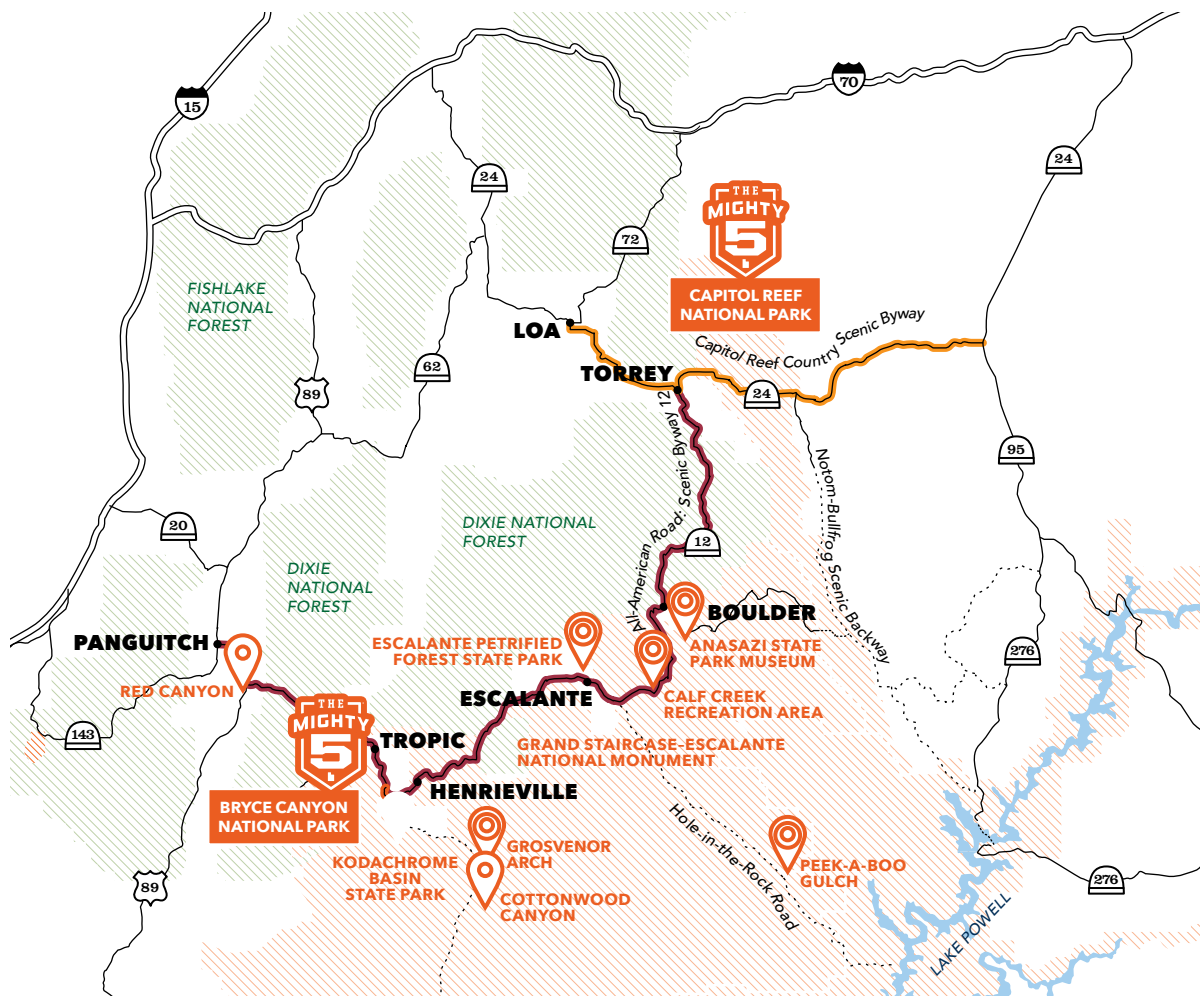 15
70
24
24
THE
MIGHTY
5
72
CAPITOL REEF
NATIONAL PARK
FISHLAKE
NATIONAL
FOREST
LOA
Capitol Reef Country Scenic Byway
62
TORREY
89
24
All-American Road: Scenic Byway 12
95
Notom-Bullfrog Scenic Backway
20
DIXIE NATIONAL
FOREST
12
DIXIE
NATIONAL
FOREST
BOULDER
PANGUITCH
ESCALANTE PETRIFIED
FOREST STATE PARK
ANASAZI STATE
PARK MUSEUM
276
RED CANYON
ESCALANTE
CALF CREEK
RECREATION AREA
143
THE
MIGHTY
5
TROPIC
GRAND STAIRCASE-ESCALANTE
NATIONAL MONUMENT
HENRIEVILLE
BRYCE CANYON
NATIONAL PARK
Hole-in-the-Rock Road
GROSVENOR
ARCH
KODACHROME
BASIN
STATE PARK
PEEK-A-BOO
GULCH
89
276
COTTONWOOD
CANYON
LAKE POWELL